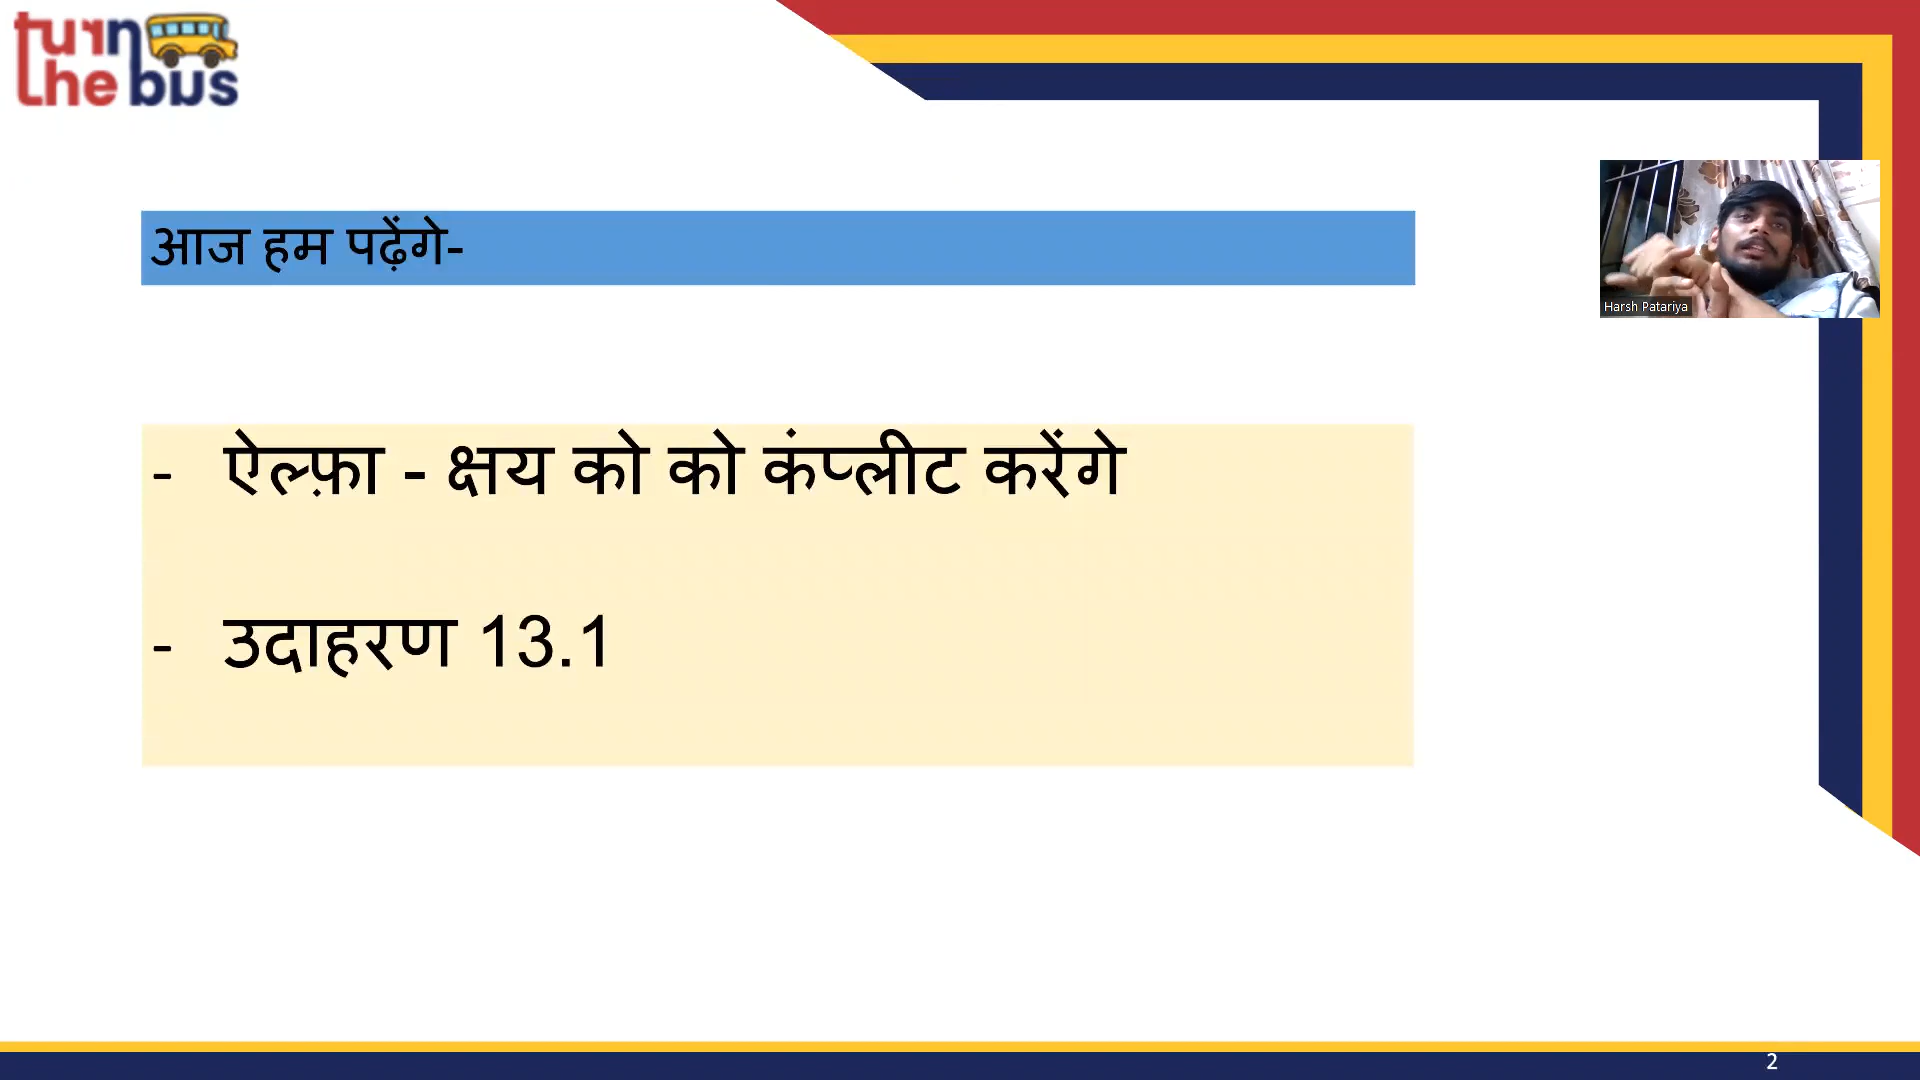 turn
the bus
आज हम पढ़ेंगे-
Harsh Patariya
- ऐल्फ़ा - क्षय को को कंप्लीट करेंगे
- उदाहरण 13.1
2